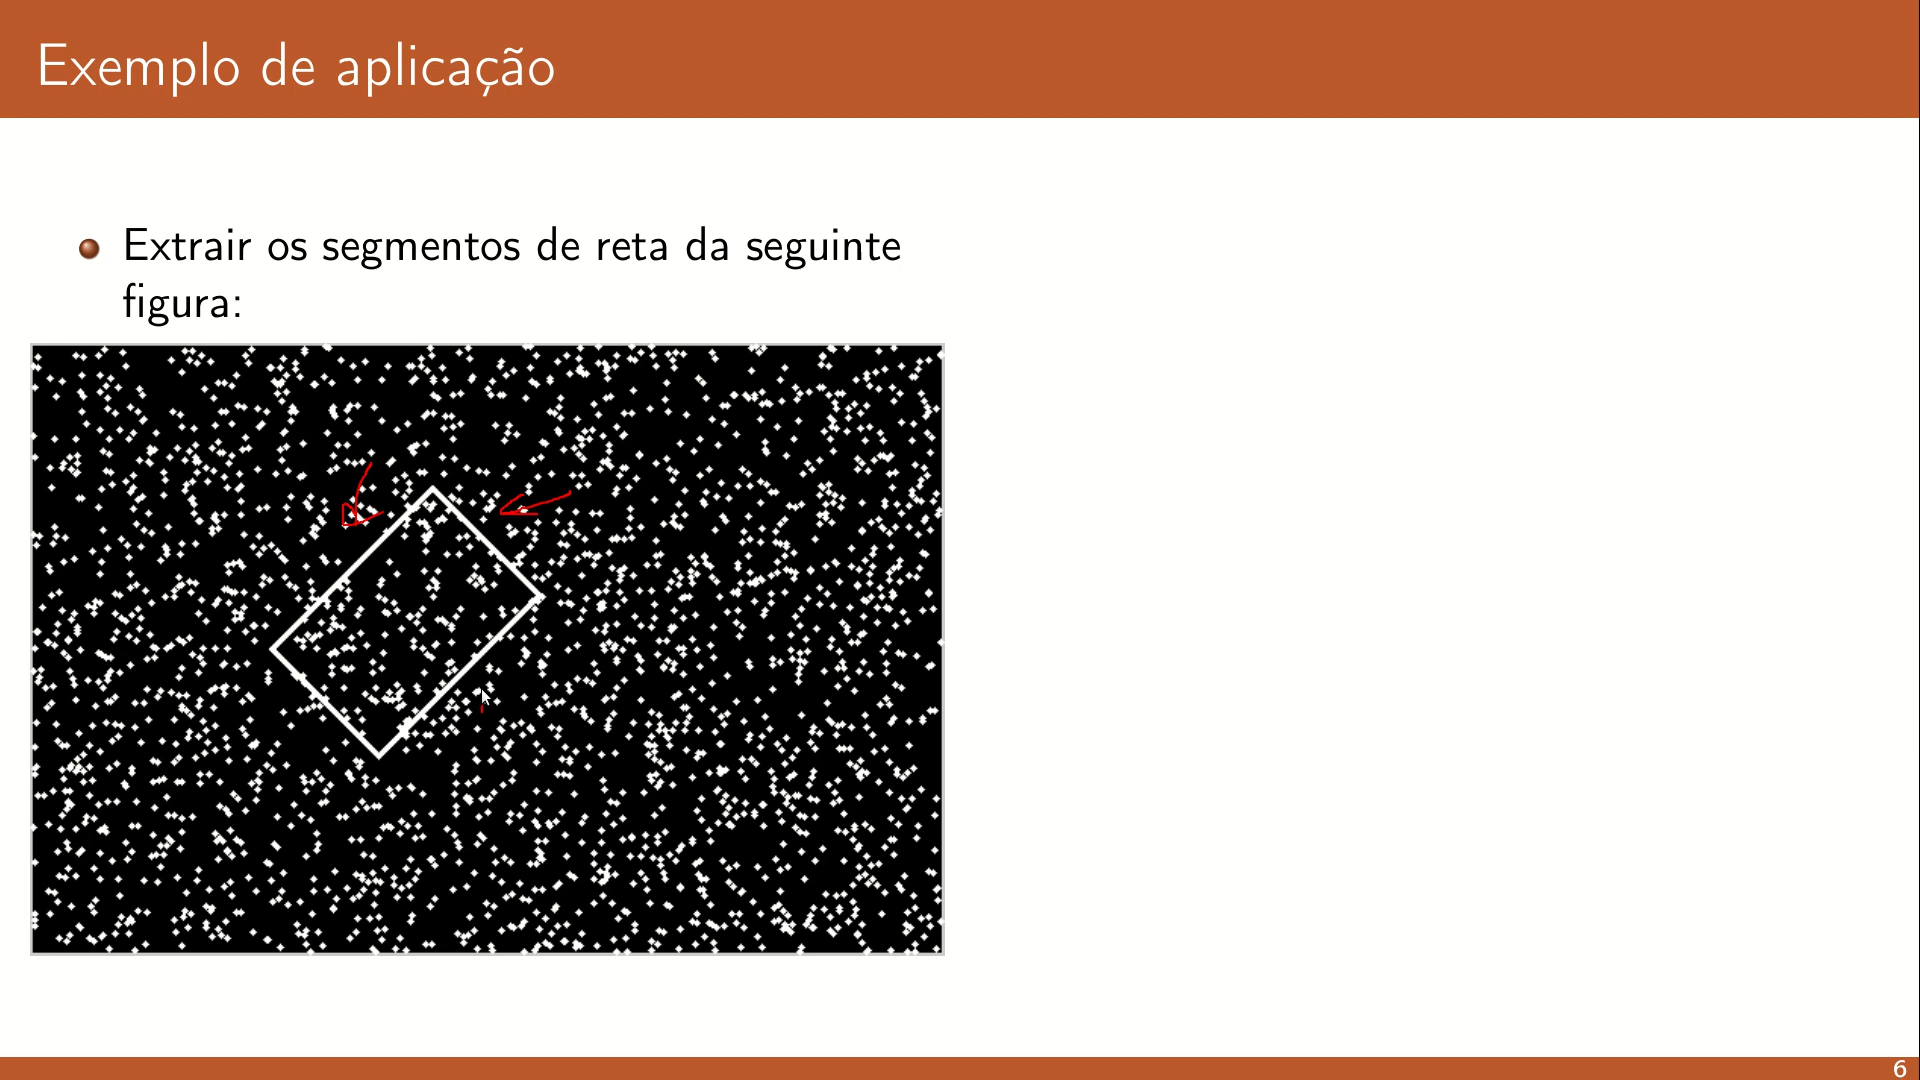 Exemplo de aplicação
Extrair os segmentos de reta da seguinte
figura:
6